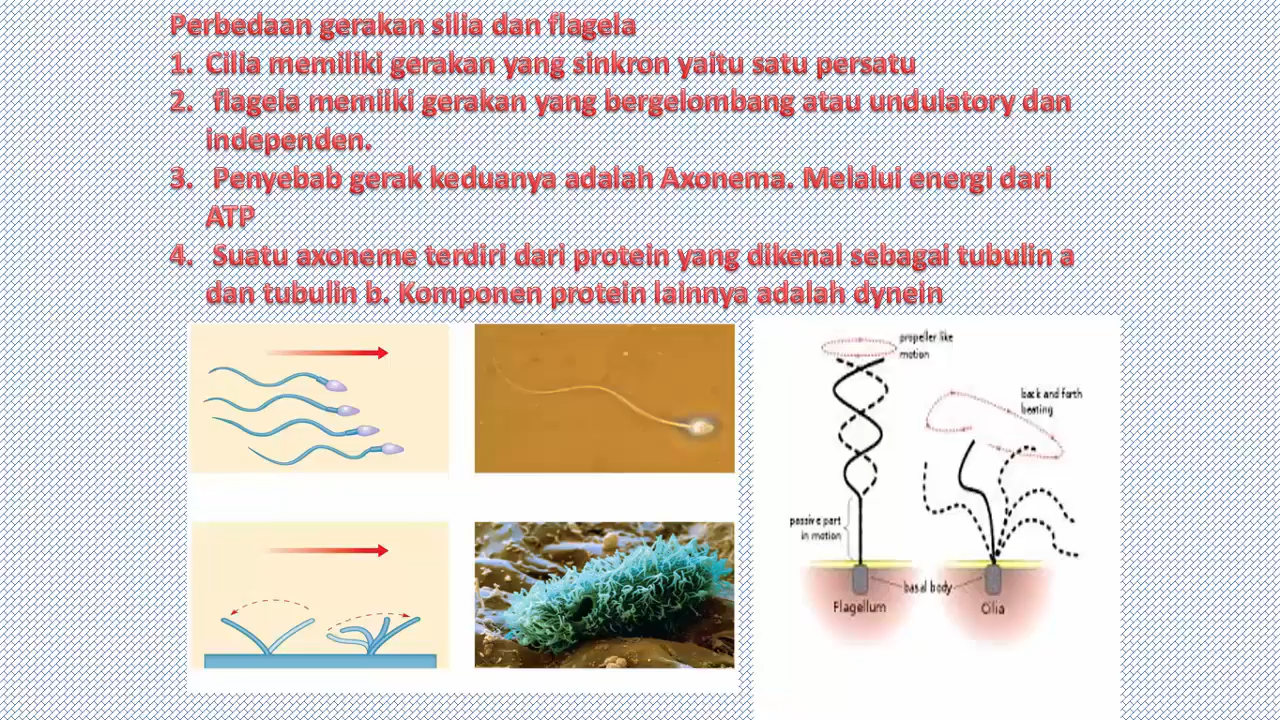 Perbedaan gerakan silia dan flagela
1. Cilia memiliki gerakan yang sinkron yaitu satu persatu
2. flagela memiiki gerakan yang bergelombang atau undulatory dan
independen.
3. Penyebab gerak keduanya adalah Axonema. Melalui energi dari
ATP
4. Suatu axoneme terdiri dari protein yang dikenal sebagai tubulin a
dan tubulin b. Komponen protein lainnya adalah dynein
propeller like
motion
back and forth
beating
passive part
in motion
basal body
Flagellum
Cilia